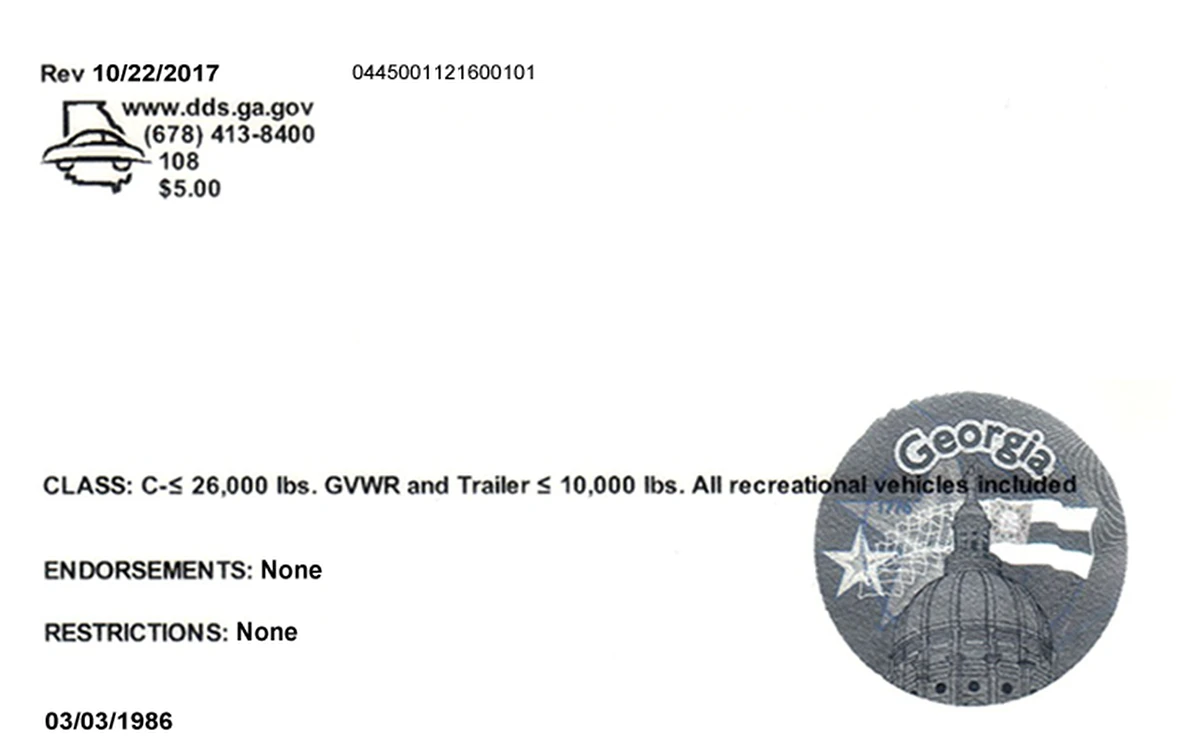 Rev 10/22/2017 0445001121600101
www.dds.ga.gov
(678) 413-8400
108
$5.00
Georgia
CLASS: C-≤ 26,000 lbs. GVWR and Trailer ≤ 10,000 lbs. All recreational vehicles included
1776
ENDORSEMENTS: None
RESTRICTIONS: None
03/03/1986